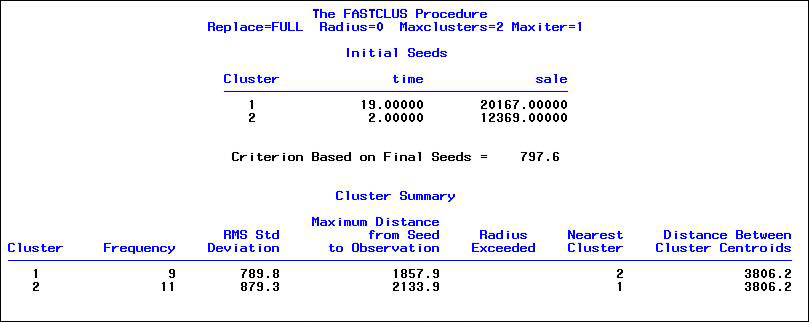 The FASTCLUS Procedure
Replace=FULL Radius=0 Maxclusters=2 Maxiter=1
Initial Seeds
Cluster time sale
1 19.00000 20167.00000
2 2.00000 12369.00000
Criterion Based on Final Seeds = 797.6
Cluster Summary
Maximum Distance
RMS Std from Seed Radius Nearest Distance Between
Cluster Frequency Deviation to Observation Exceeded Cluster Cluster Centroids
1 9 789.8 1857.9 2 3806.2
2 11 879.3 2133.9 1 3806.2